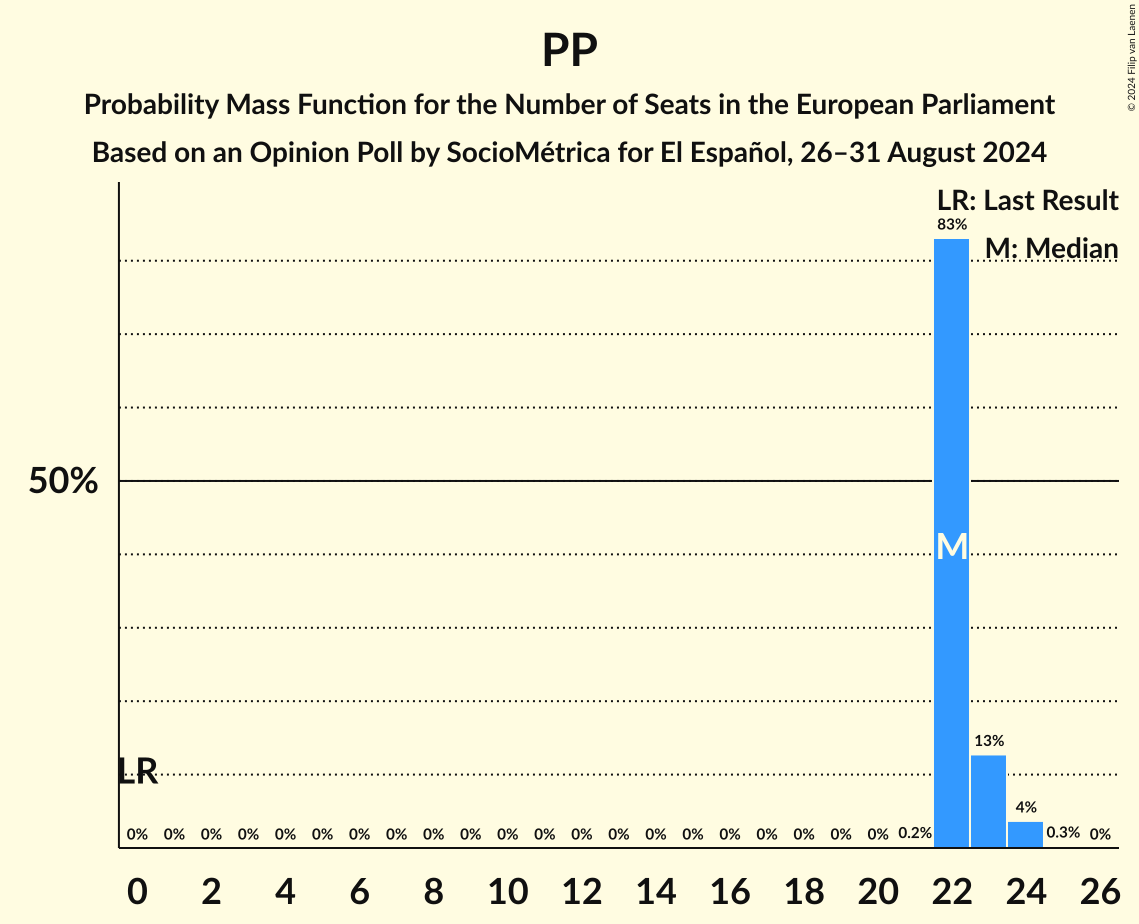 PP
Probability Mass Function for the Number of Seats in the European Parliament
Based on an Opinion Poll by SocioMétrica for El Español, 26–31 August 2024
© 2024 Filip van Laenen
LR: Last Result
M: Median
83%
50%
M
LR
13%
4%
0% 0% 0% 0% 0% 0% 0% 0% 0% 0% 0% 0% 0% 0% 0% 0% 0% 0% 0% 0% 0% 0.2% 0.3% 0%
0 2 4 6 8 10 12 14 16 18 20 22 24 26